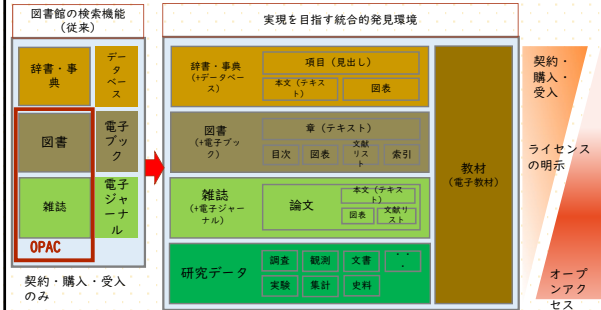 図書館の検索機能
（従来）
辞書・事
典
デー
タ
ベー
ス
図書
電子
ブッ
ク
雑誌
電子
ジャ
ーナ
ル
OPAC
契約・購入・受入
のみ
実現を目指す統合的発見環境
辞書・事典
(+データベー
ス)
項目（見出し）
本文（テキス
ト）
図表
図書
(+電子ブッ
ク)
章（テキスト）
目次
図表
文献
リス
ト
索引
雑誌
(+電子ジャー
ナル)
論文
本文（テキス
ト）
図表
文献リ
スト
研究データ
調査
観測
文書
・・
・
実験
集計
史料
教材
(電子教材)
契約・
購入・
受入
ライセンス
の明示
オープ
ンアク
セス